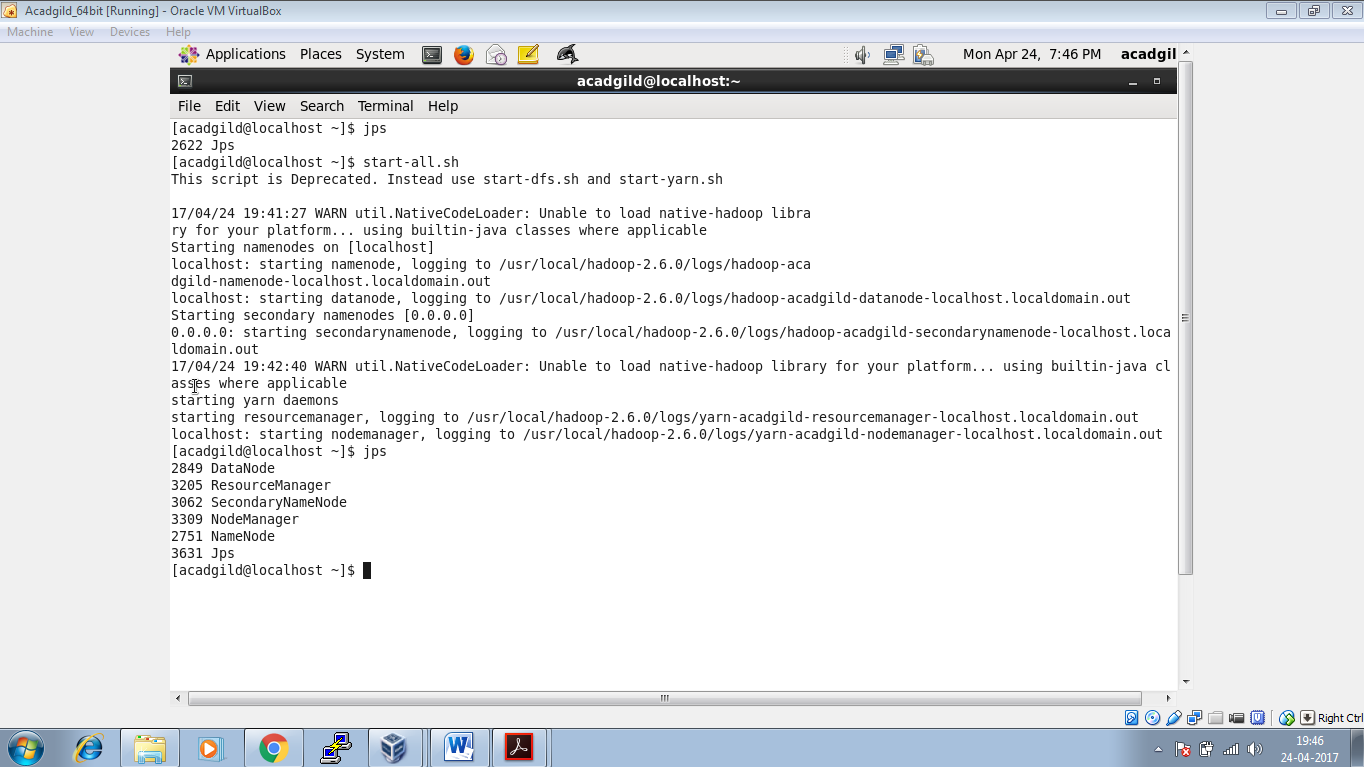 Acadgild_64bit [Running] - Oracle VM VirtualBox
Machine View Devices Help
Applications Places System Mon Apr 24, 7:46 PM acadgil
acadgild@localhost:~
File Edit View Search Terminal Help
[acadgild@localhost ~]$ jps
2622 Jps
[acadgild@localhost ~]$ start-all.sh
This script is Deprecated. Instead use start-dfs.sh and start-yarn.sh
17/04/24 19:41:27 WARN util.NativeCodeLoader: Unable to load native-hadoop libra
ry for your platform... using builtin-java classes where applicable
Starting namenodes on [localhost]
localhost: starting namenode, logging to /usr/local/hadoop-2.6.0/logs/hadoop-aca
dgild-namenode-localhost.localdomain.out
localhost: starting datanode, logging to /usr/local/hadoop-2.6.0/logs/hadoop-acadgild-datanode-localhost.localdomain.out
Starting secondary namenodes [0.0.0.0]
0.0.0.0: starting secondarynamenode, logging to /usr/local/hadoop-2.6.0/logs/hadoop-acadgild-secondarynamenode-localhost.loca
ldomain.out
17/04/24 19:42:40 WARN util.NativeCodeLoader: Unable to load native-hadoop library for your platform... using builtin-java cl
asses where applicable
starting yarn daemons
starting resourcemanager, logging to /usr/local/hadoop-2.6.0/logs/yarn-acadgild-resourcemanager-localhost.localdomain.out
localhost: starting nodemanager, logging to /usr/local/hadoop-2.6.0/logs/yarn-acadgild-nodemanager-localhost.localdomain.out
[acadgild@localhost ~]$ jps
2849 DataNode
3205 ResourceManager
3062 SecondaryNameNode
3309 NodeManager
2751 NameNode
3631 Jps
[acadgild@localhost ~]$
Right Ctrl
19:46
24-04-2017